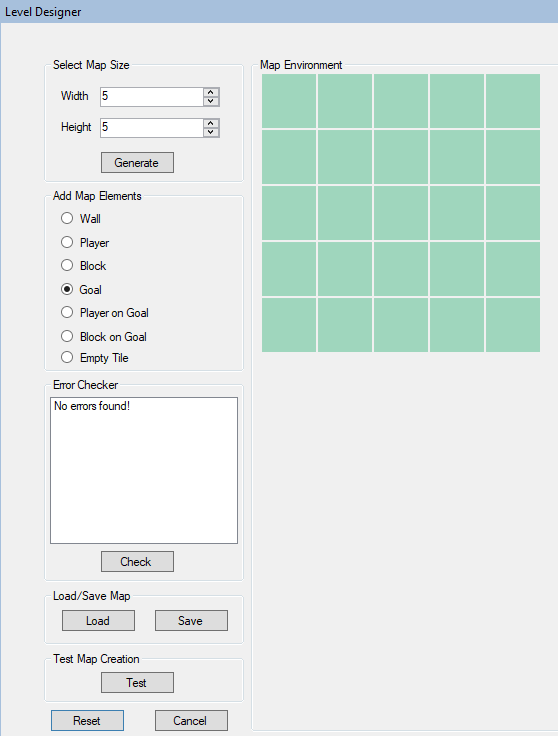 Level Designer
Select Map Size
Width 5
Height 5
Generate
Add Map Elements
Wall
Player
Block
Goal
Player on Goal
Block on Goal
Empty Tile
Error Checker
No errors found!
Check
Load/Save Map
Load Save
Test Map Creation
Test
Reset Cancel
Map Environment